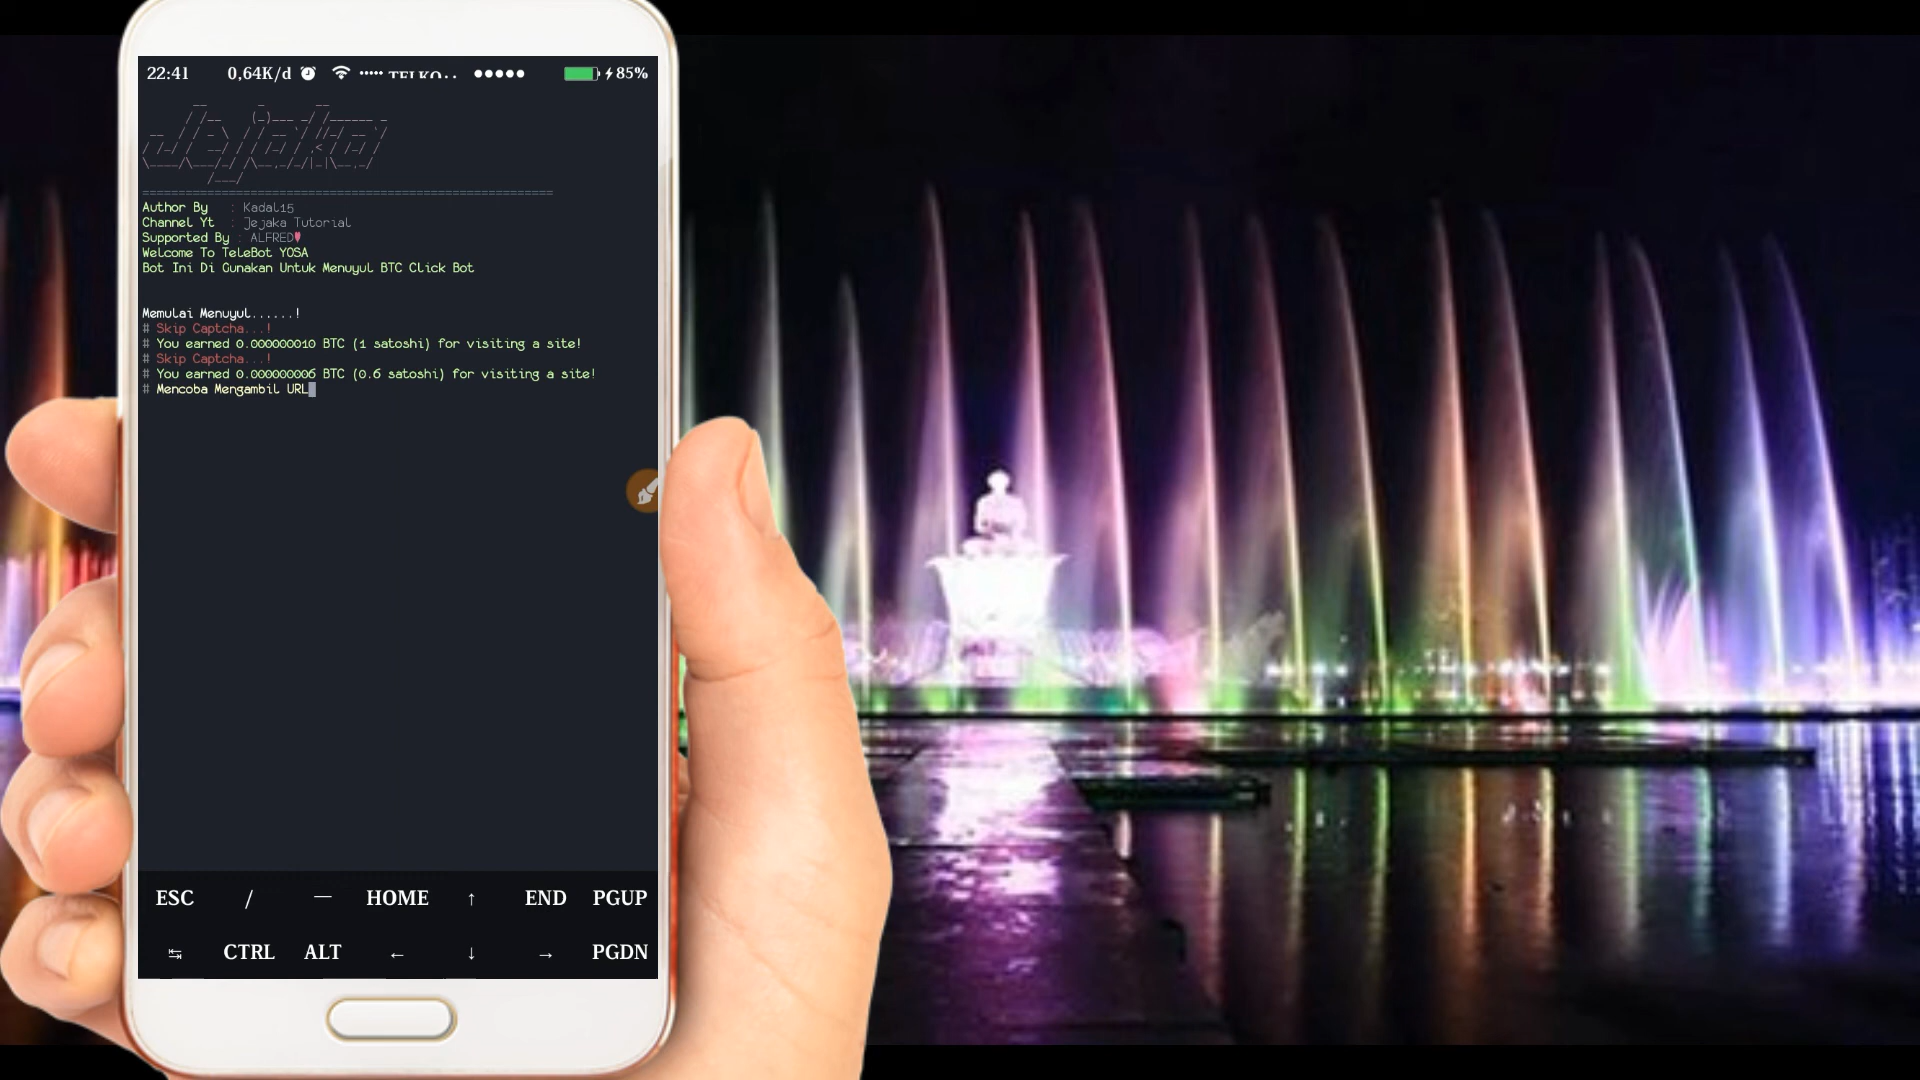 22:41 0,64K/d TELKO.. 85%
Jejaka
=========================================================
Author By : Kadal15
Channel Yt : Jejaka Tutorial
Supported By : ALFRED
Welcome To TeleBot YOSA
Bot Ini Di Gunakan Untuk Menuyul BTC Click Bot
Memulai Menuyul......!
# Skip Captcha...!
# You earned 0.000000010 BTC (1 satoshi) for visiting a site!
# Skip Captcha...!
# You earned 0.000000006 BTC (0.6 satoshi) for visiting a site!
# Mencoba Mengambil URL
ESC / — HOME ↑ END PGUP
↹ CTRL ALT ← ↓ → PGDN